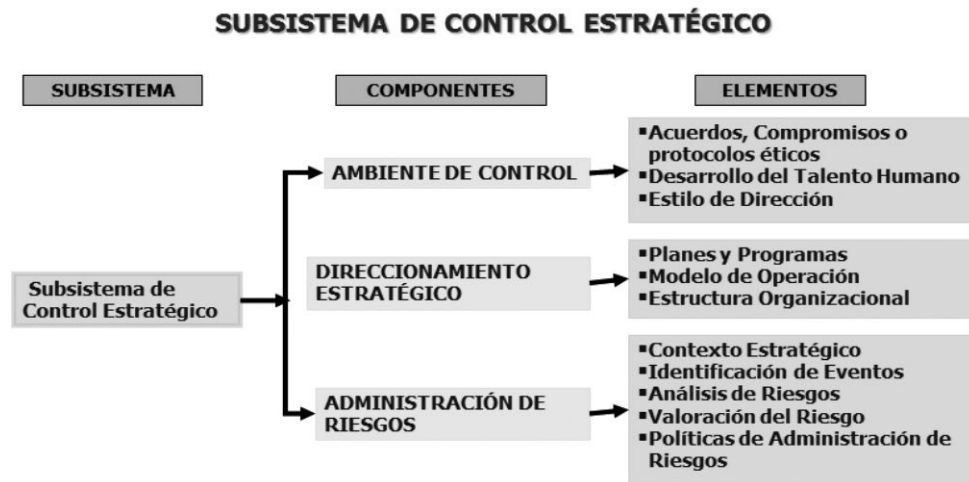 SUBSISTEMA DE CONTROL ESTRATÉGICO
SUBSISTEMA
COMPONENTES
ELEMENTOS
Subsistema de
Control Estratégico
AMBIENTE DE CONTROL
▪Acuerdos, Compromisos o
protocolos éticos
▪Desarrollo del Talento Humano
▪Estilo de Dirección
DIRECCIONAMIENTO
ESTRATÉGICO
▪Planes y Programas
▪Modelo de Operación
▪Estructura Organizacional
ADMINISTRACIÓN DE
RIESGOS
▪Contexto Estratégico
▪Identificación de Eventos
▪Análisis de Riesgos
▪Valoración del Riesgo
▪Políticas de Administración de
Riesgos